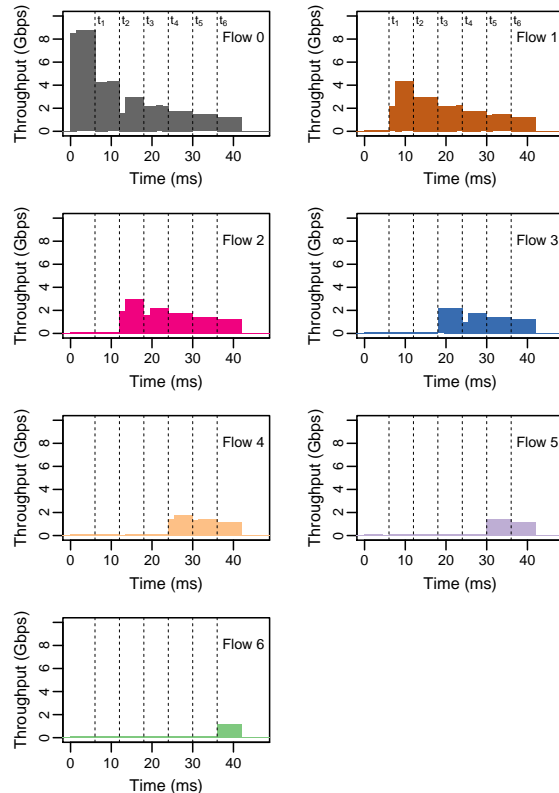 t₁ t₂ t₃ t₄ t₅ t₆
Flow 0
Throughput (Gbps)
0 2 4 6 8
0 10 20 30 40
Time (ms)
t₁ t₂ t₃ t₄ t₅ t₆
Flow 1
Throughput (Gbps)
0 2 4 6 8
0 10 20 30 40
Time (ms)
Flow 2
Throughput (Gbps)
0 2 4 6 8
0 10 20 30 40
Time (ms)
Flow 3
Throughput (Gbps)
0 2 4 6 8
0 10 20 30 40
Time (ms)
Flow 4
Throughput (Gbps)
0 2 4 6 8
0 10 20 30 40
Time (ms)
Flow 5
Throughput (Gbps)
0 2 4 6 8
0 10 20 30 40
Time (ms)
Flow 6
Throughput (Gbps)
0 2 4 6 8
0 10 20 30 40
Time (ms)